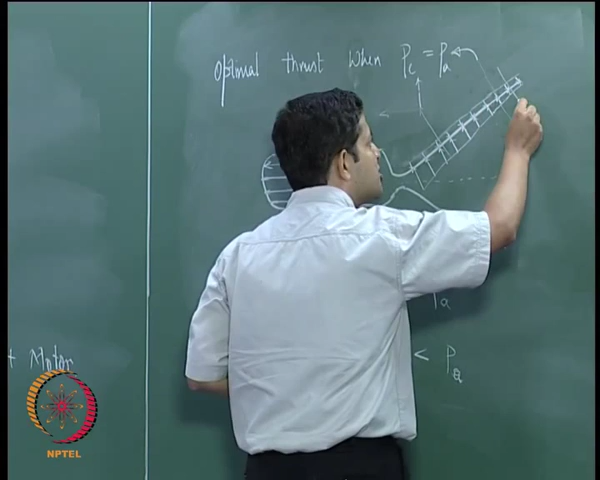 Optimal thrust when Pe = Pa
Pa
< Pa
+ Motor
NPTEL